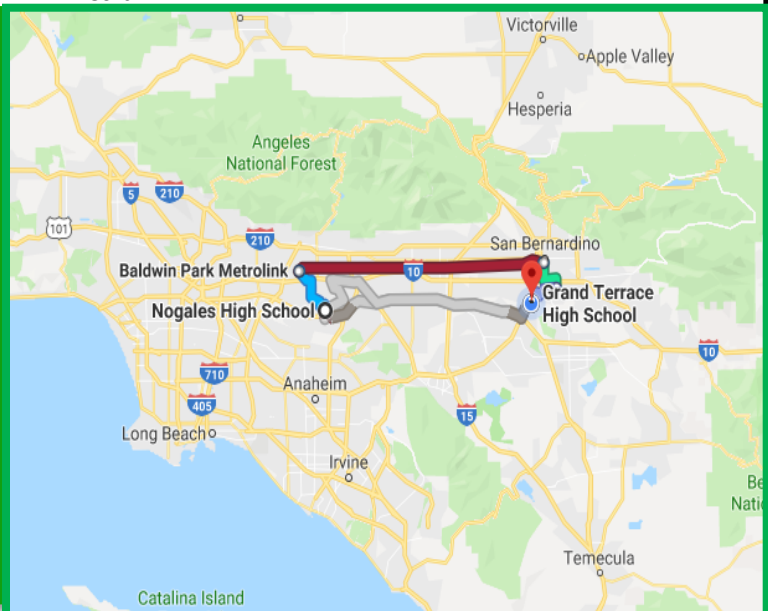 Victorville
Apple Valley
Hesperia
Angeles
National Forest
5
210
101
210
San Bernardino
Baldwin Park Metrolink
10
Grand Terrace
High School
Nogales High School
10
710
Anaheim
405
15
Long Beach
Irvine
Temecula
Catalina Island